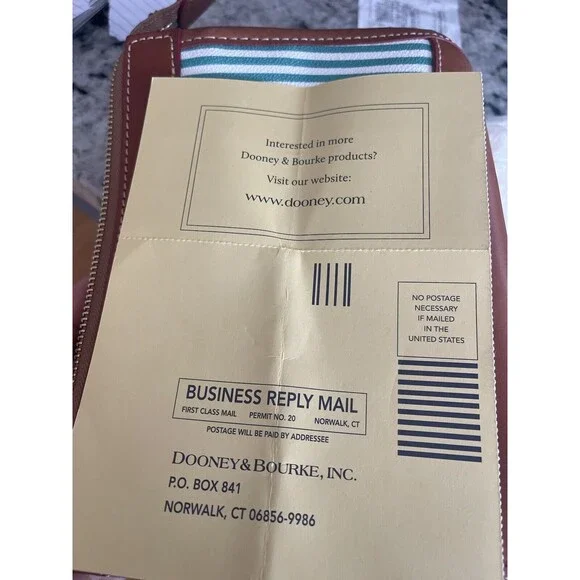 Interested in more
Dooney & Bourke products?
Visit our website:
www.dooney.com
NO POSTAGE
NECESSARY
IF MAILED
IN THE
UNITED STATES
BUSINESS REPLY MAIL
FIRST CLASS MAIL PERMIT NO. 20 NORWALK, CT
POSTAGE WILL BE PAID BY ADDRESSEE
DOONEY & BOURKE, INC.
P.O. BOX 841
NORWALK, CT 06856-9986